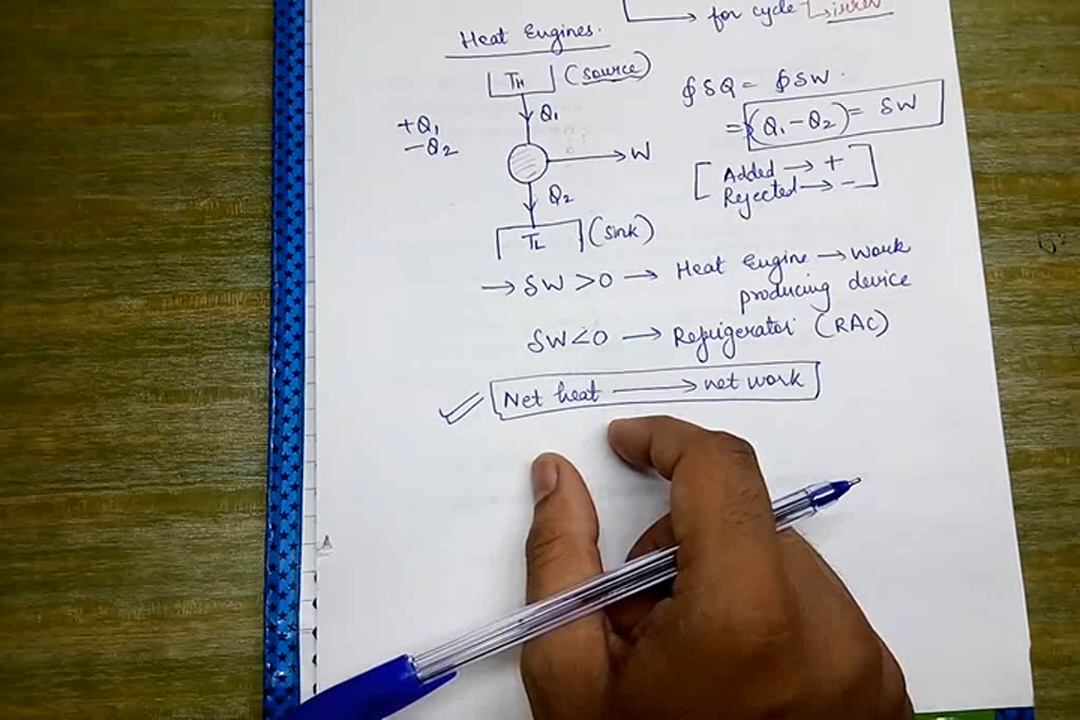 for cycle → irrev
Heat Engines.
TH (source)
∮δQ = ∮δW.
+Q1
-Q2
Q1
= (Q1 - Q2) = δW
W
[Added → +
Rejected → -]
Q2
TL (Sink)
→ δW > 0 → Heat Engine → work
producing device
δW < 0 → Refrigerator (RAC)
✓ Net heat → net work